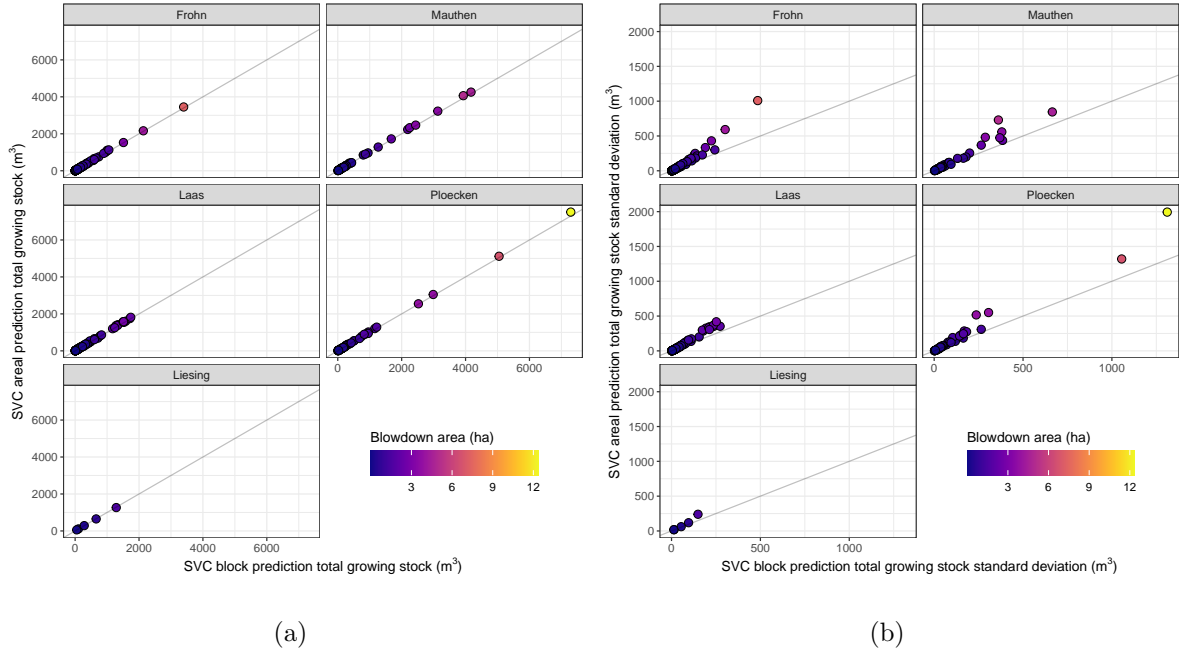 Frohn
Mauthen
6000
4000
2000
0
Laas
Ploecken
6000
4000
2000
0
Liesing
6000
4000
2000
0
0 2000 4000 6000
0 2000 4000 6000
Blowdown area (ha)
3 6 9 12
SVC block prediction total growing stock (m³)
SVC areal prediction total growing stock (m³)
(a)
Frohn
Mauthen
2000
1500
1000
500
0
Laas
Ploecken
2000
1500
1000
500
0
Liesing
2000
1500
1000
500
0
0 500 1000
0 500 1000
Blowdown area (ha)
3 6 9 12
SVC block prediction total growing stock standard deviation (m³)
SVC areal prediction total growing stock standard deviation (m³)
(b)